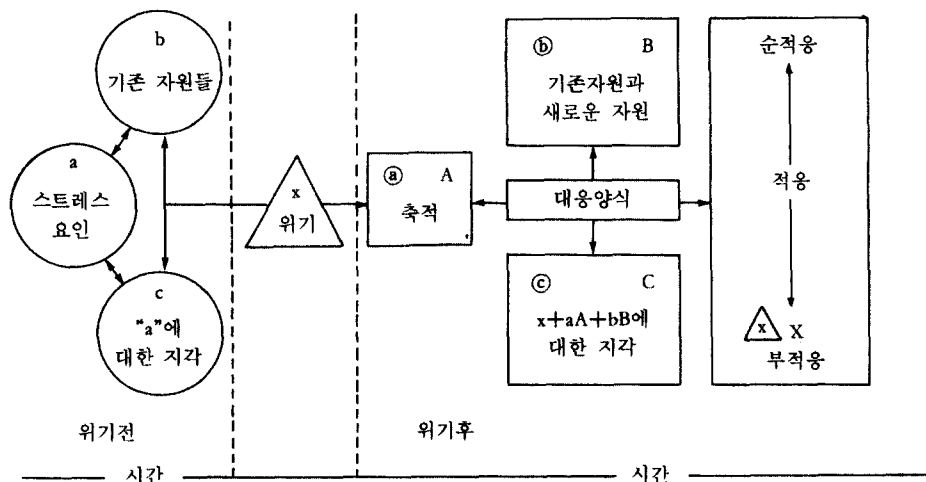 b
기존 자원들
a
스트레스
요인
c
"a"에
대한 지각
x
위기
ⓐ A
축적
ⓑ B
기존자원과
새로운 자원
대응양식
ⓒ C
x+aA+bB에
대한 지각
순적응
적응
x X
부적응
위기전
위기후
시간
시간